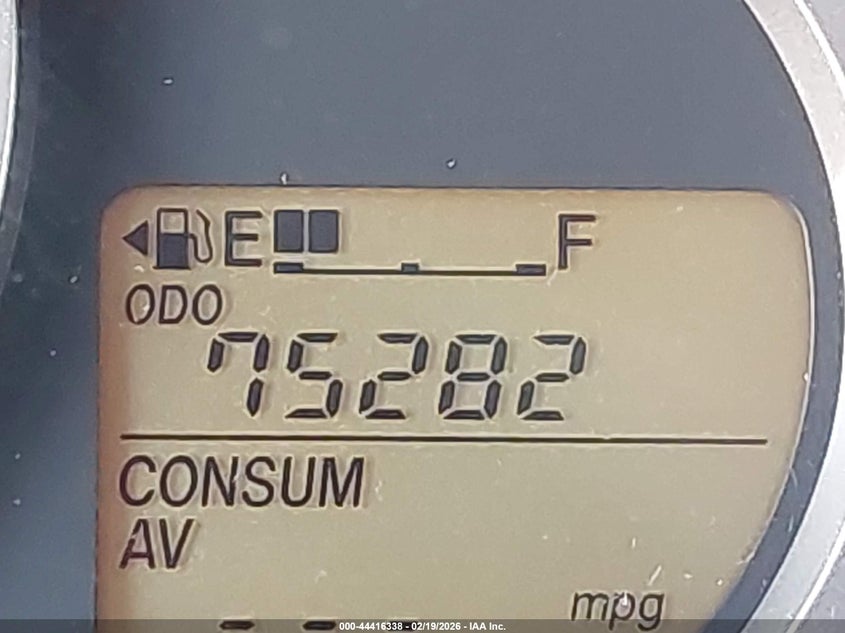 E F
ODO
75282
CONSUM
AV
mpg
--
000-44416338 - 02/19/2026 - IAA Inc.